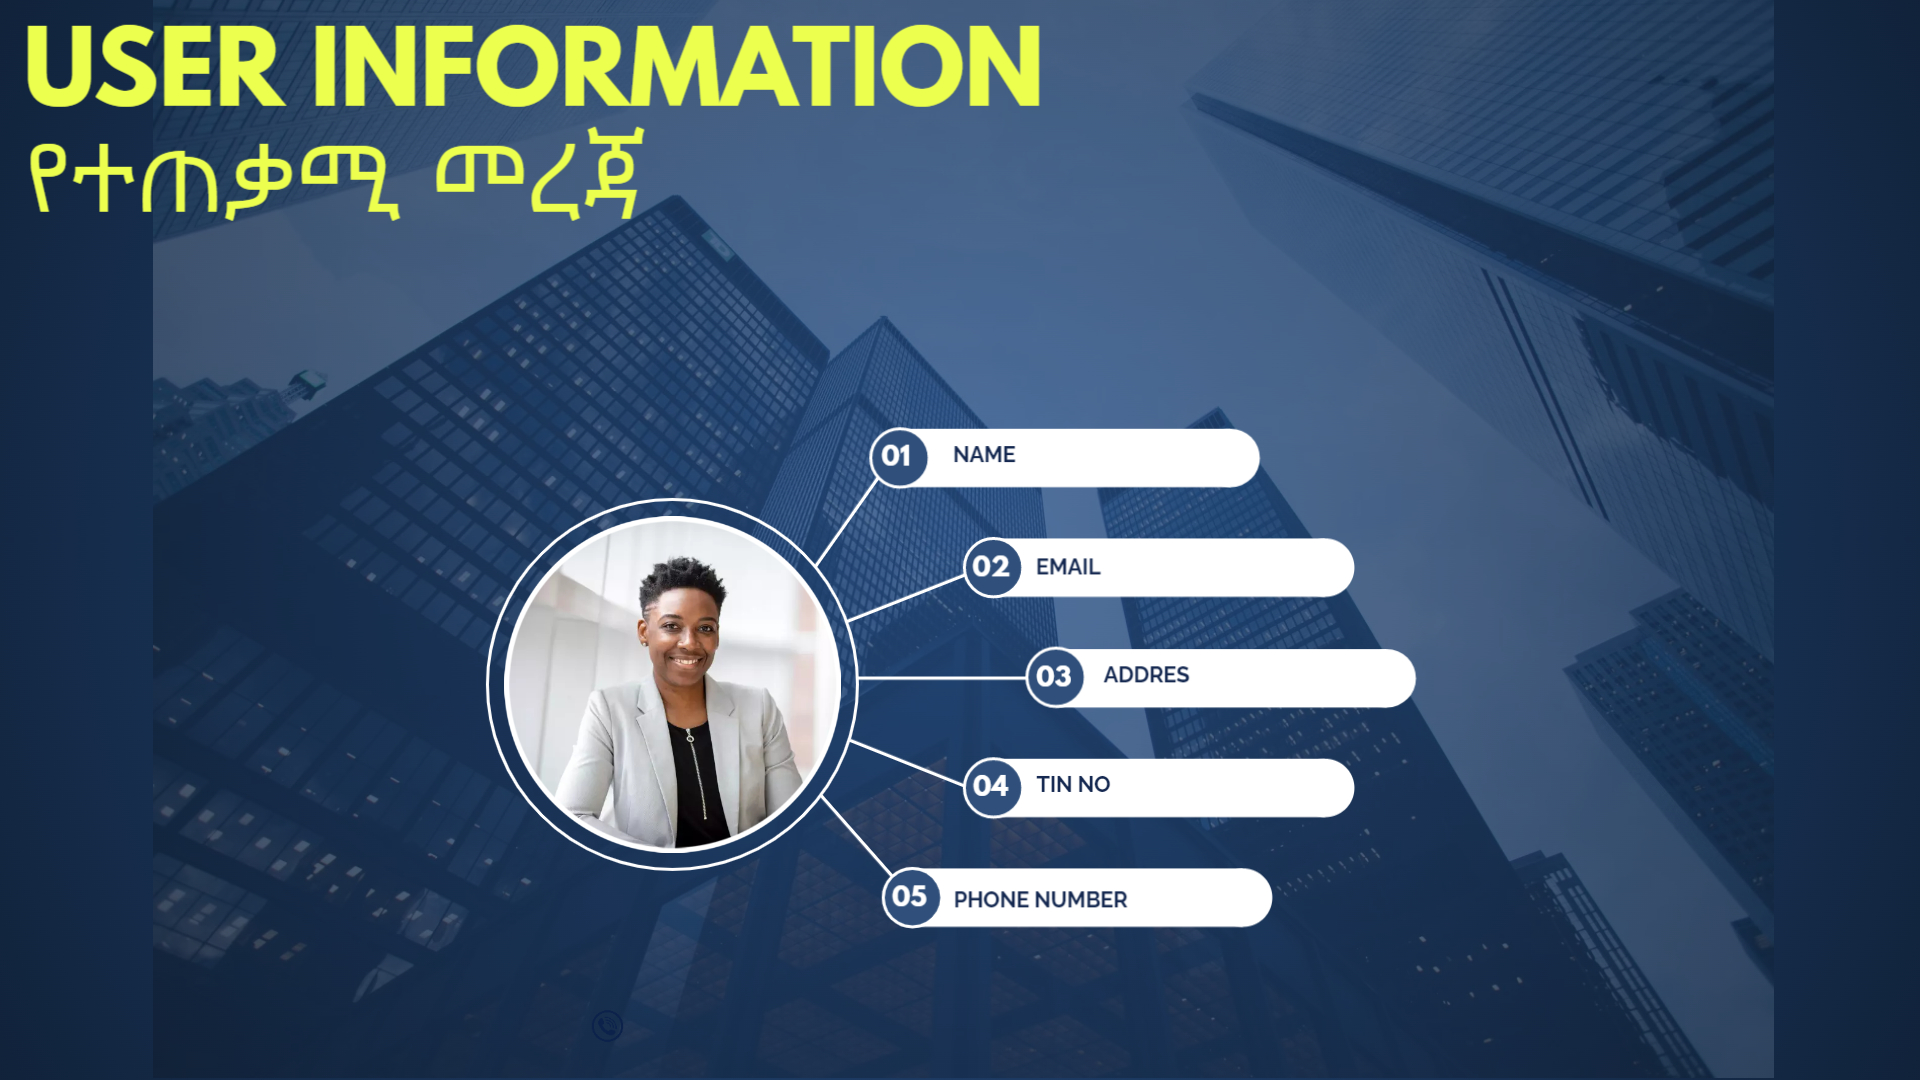 USER INFORMATION
የተጠቃሚ መረጃ
01 NAME
02 EMAIL
03 ADDRES
04 TIN NO
05 PHONE NUMBER